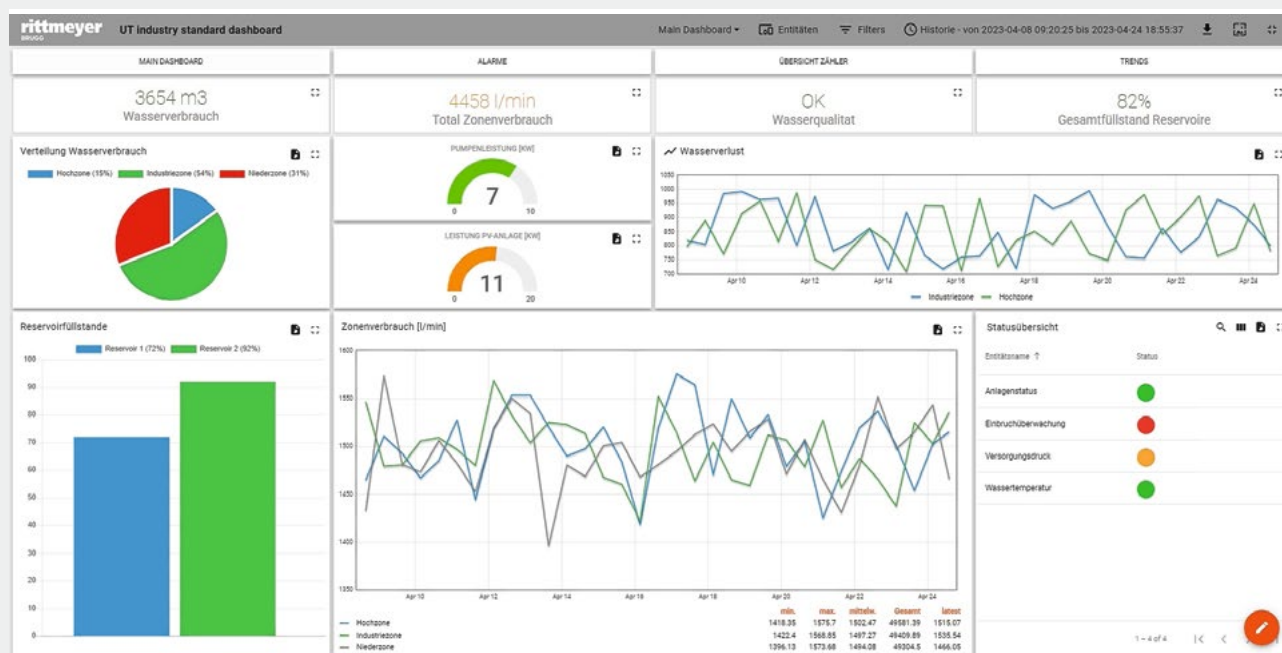 rittmeyer
BRUGG
UT industry standard dashboard
Main Dashboard
Entitäten
Filters
Historie - von 2023-04-08 09:20:25 bis 2023-04-24 18:55:37
MAIN DASHBOARD
ALARME
ÜBERSICHT ZÄHLER
TRENDS
3654 m3
Wasserverbrauch
4458 l/min
Total Zonenverbrauch
OK
Wasserqualitat
82%
Gesamtfüllstand Reservoire
Verteilung Wasserverbrauch
Hochzone (15%) Industriezone (54%) Niederzone (31%)
PUMPENLEISTUNG [KW]
7
0 10
LEISTUNG PV-ANLAGE [KW]
11
0 20
Wasserverlust
1050
1000
950
900
850
800
750
700
Apr 10 Apr 12 Apr 14 Apr 16 Apr 18 Apr 20 Apr 22 Apr 24
Industriezone Hochzone
Reservoirfüllstande
Reservoir 1 (72%) Reservoir 2 (92%)
100
90
80
70
60
50
40
30
20
10
0
Zonenverbrauch [l/min]
1600
1550
1500
1450
1400
1350
Apr 10 Apr 12 Apr 14 Apr 16 Apr 18 Apr 20 Apr 22 Apr 24
min. max. mittelw. Gesamt latest
Hochzone 1418.35 1575.7 1502.47 49581.39 1515.07
Industriezone 1422.4 1568.85 1497.27 49409.89 1535.54
Niederzone 1396.13 1573.68 1494.08 49304.5 1466.05
Statusübersicht
Entitätsname ↑ Status
Anlagenstatus
Einbruchüberwachung
Versorgungsdruck
Wassertemperatur
1 – 4 of 4